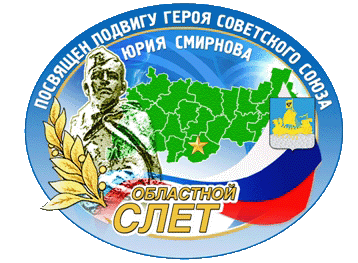 ПОСВЯЩЕН ПОДВИГУ ГЕРОЯ СОВЕТСКОГО СОЮЗА
ЮРИЯ СМИРНОВА
ОБЛАСТНОЙ
СЛЕТ